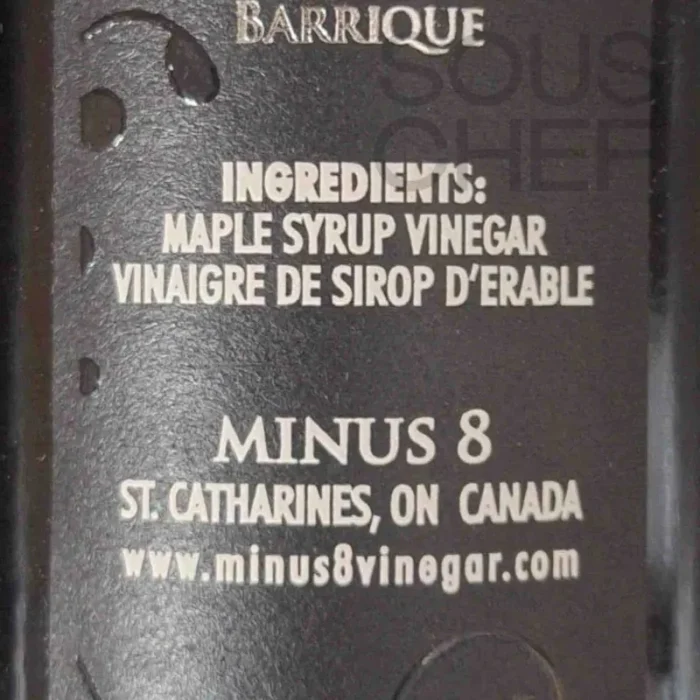 BARRIQUE
SOUS
CHEF
INGREDIENTS:
MAPLE SYRUP VINEGAR
VINAIGRE DE SIROP D'ERABLE
MINUS 8
ST. CATHARINES, ON CANADA
www.minus8vinegar.com